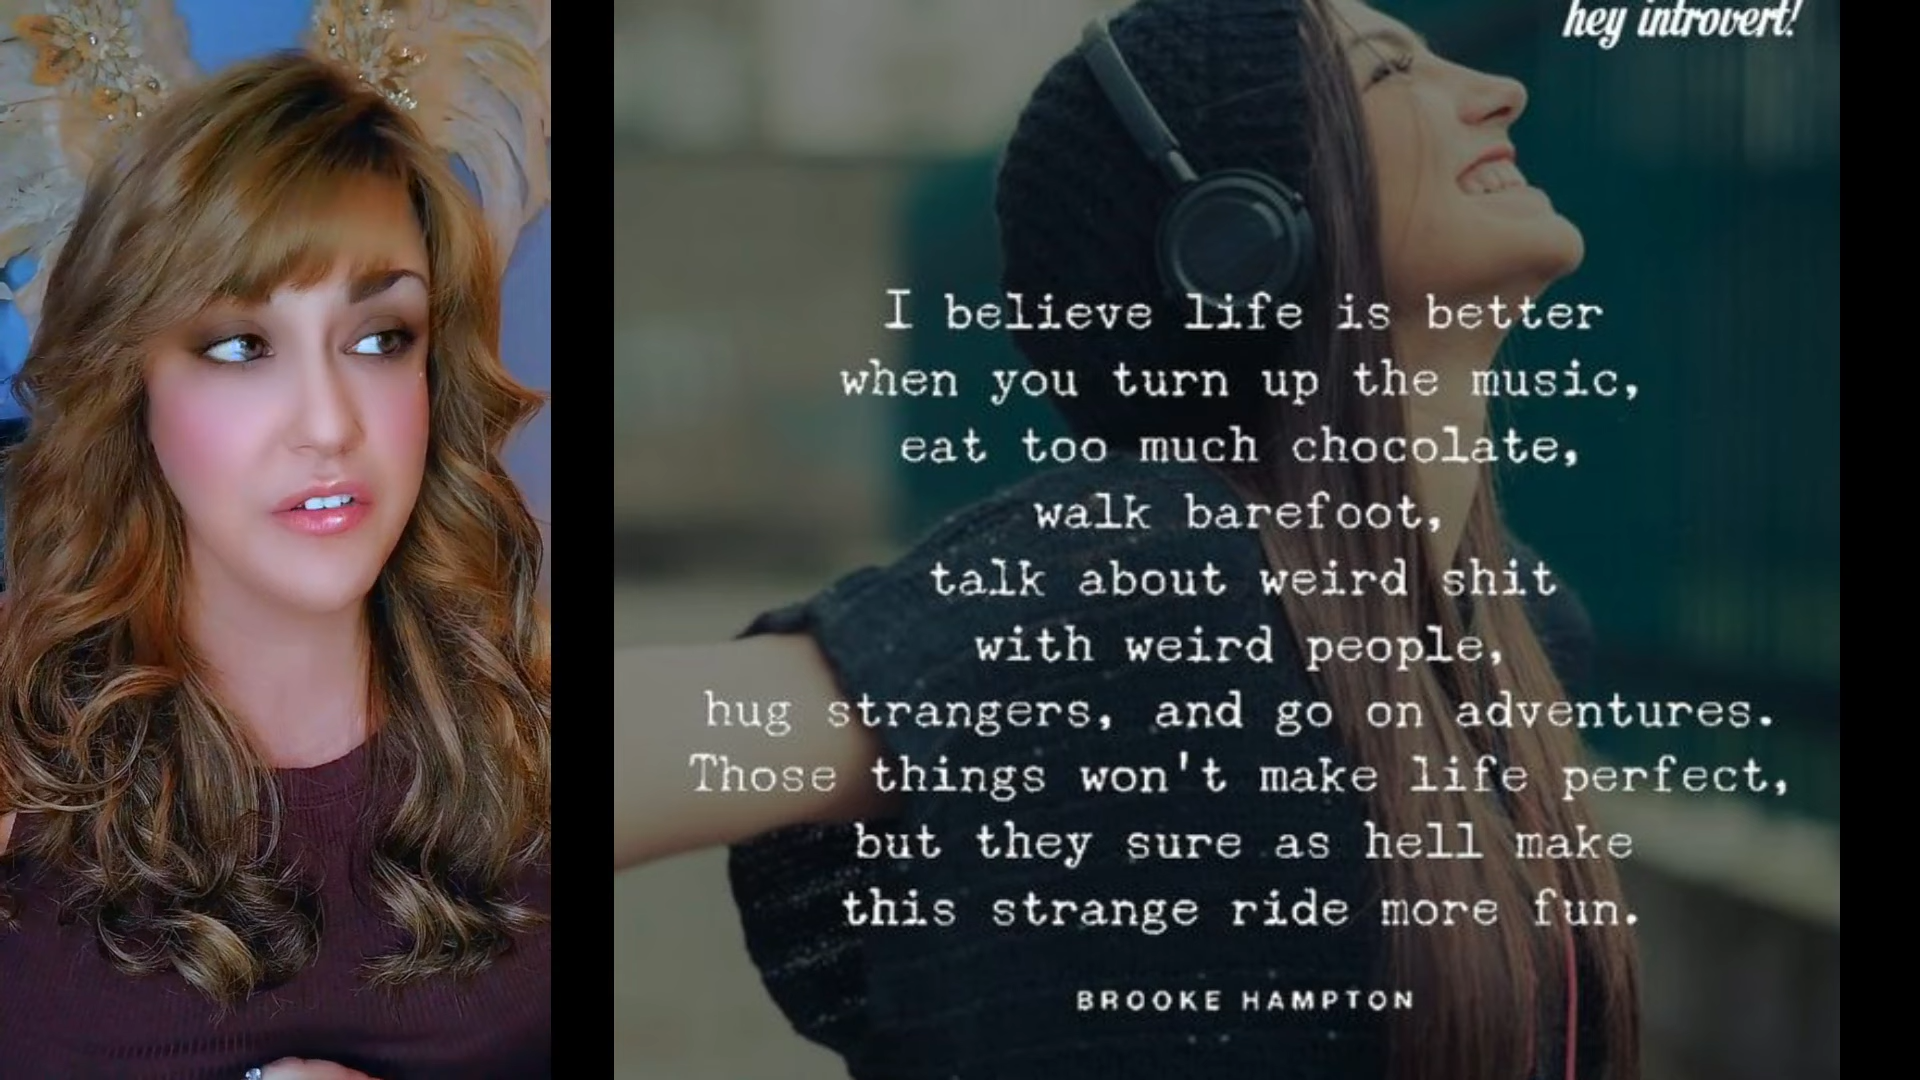 hey introvert!
I believe life is better
when you turn up the music,
eat too much chocolate,
walk barefoot,
talk about weird shit
with weird people,
hug strangers, and go on adventures.
Those things won't make life perfect,
but they sure as hell make
this strange ride more fun.
BROOKE HAMPTON